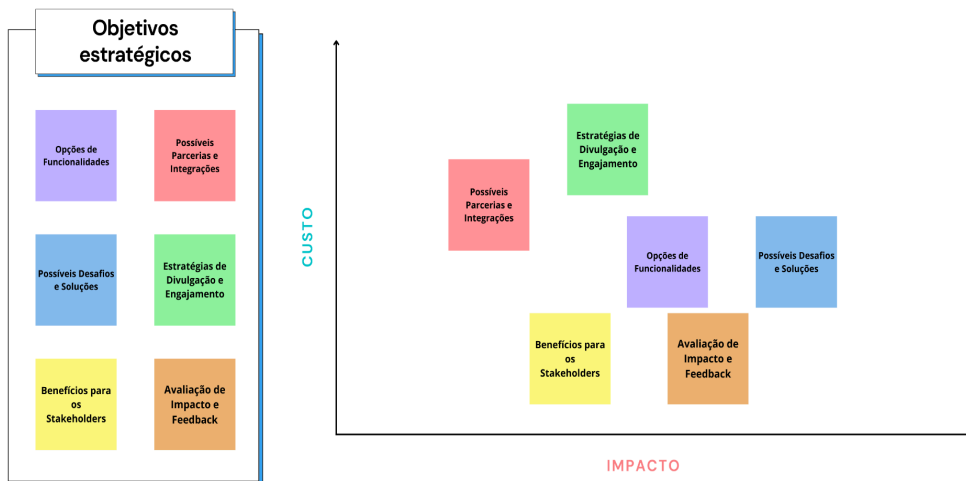 Objetivos
estratégicos
Opções de
Funcionalidades
Possíveis
Parcerias e
Integrações
Possíveis Desafios
e Soluções
Estratégias de
Divulgação e
Engajamento
Benefícios para
os
Stakeholders
Avaliação de
Impacto e
Feedback
CUSTO
Estratégias de
Divulgação e
Engajamento
Possíveis
Parcerias e
Integrações
Opções de
Funcionalidades
Possíveis Desafios
e Soluções
Benefícios para
os
Stakeholders
Avaliação de
Impacto e
Feedback
IMPACTO